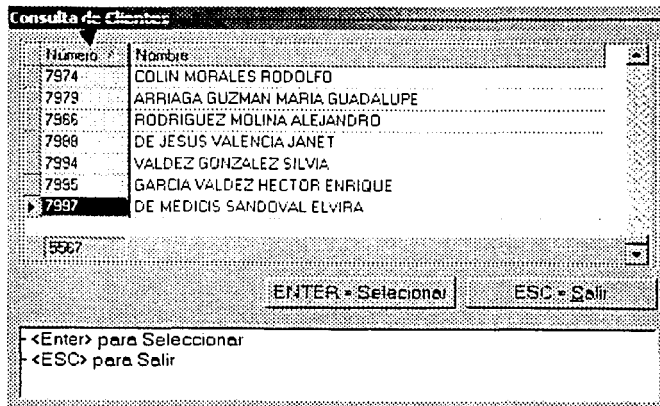 Consulta de Clientes
Número Nombre
7974 COLIN MORALES RODOLFO
7979 ARRIAGA GUZMAN MARIA GUADALUPE
7986 RODRIGUEZ MOLINA ALEJANDRO
7988 DE JESUS VALENCIA JANET
7994 VALDEZ GONZALEZ SILVIA
7995 GARCIA VALDEZ HECTOR ENRIQUE
7997 DE MEDICIS SANDOVAL ELVIRA
5567
ENTER = Selacionar ESC = Salir
- <Enter> para Seleccionar
- <ESC> para Salir